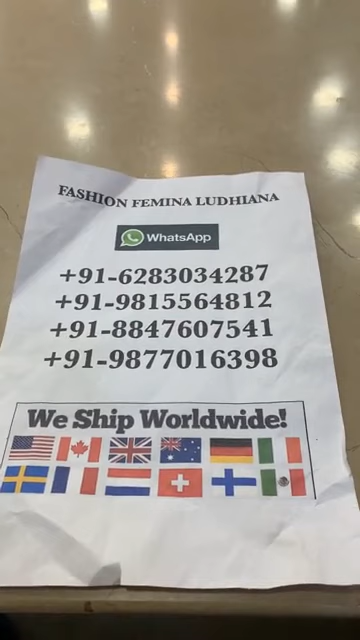 FASHION FEMINA LUDHIANA
WhatsApp
+91-6283034287
+91-9815564812
+91-8847607541
+91-9877016398
We Ship Worldwide!